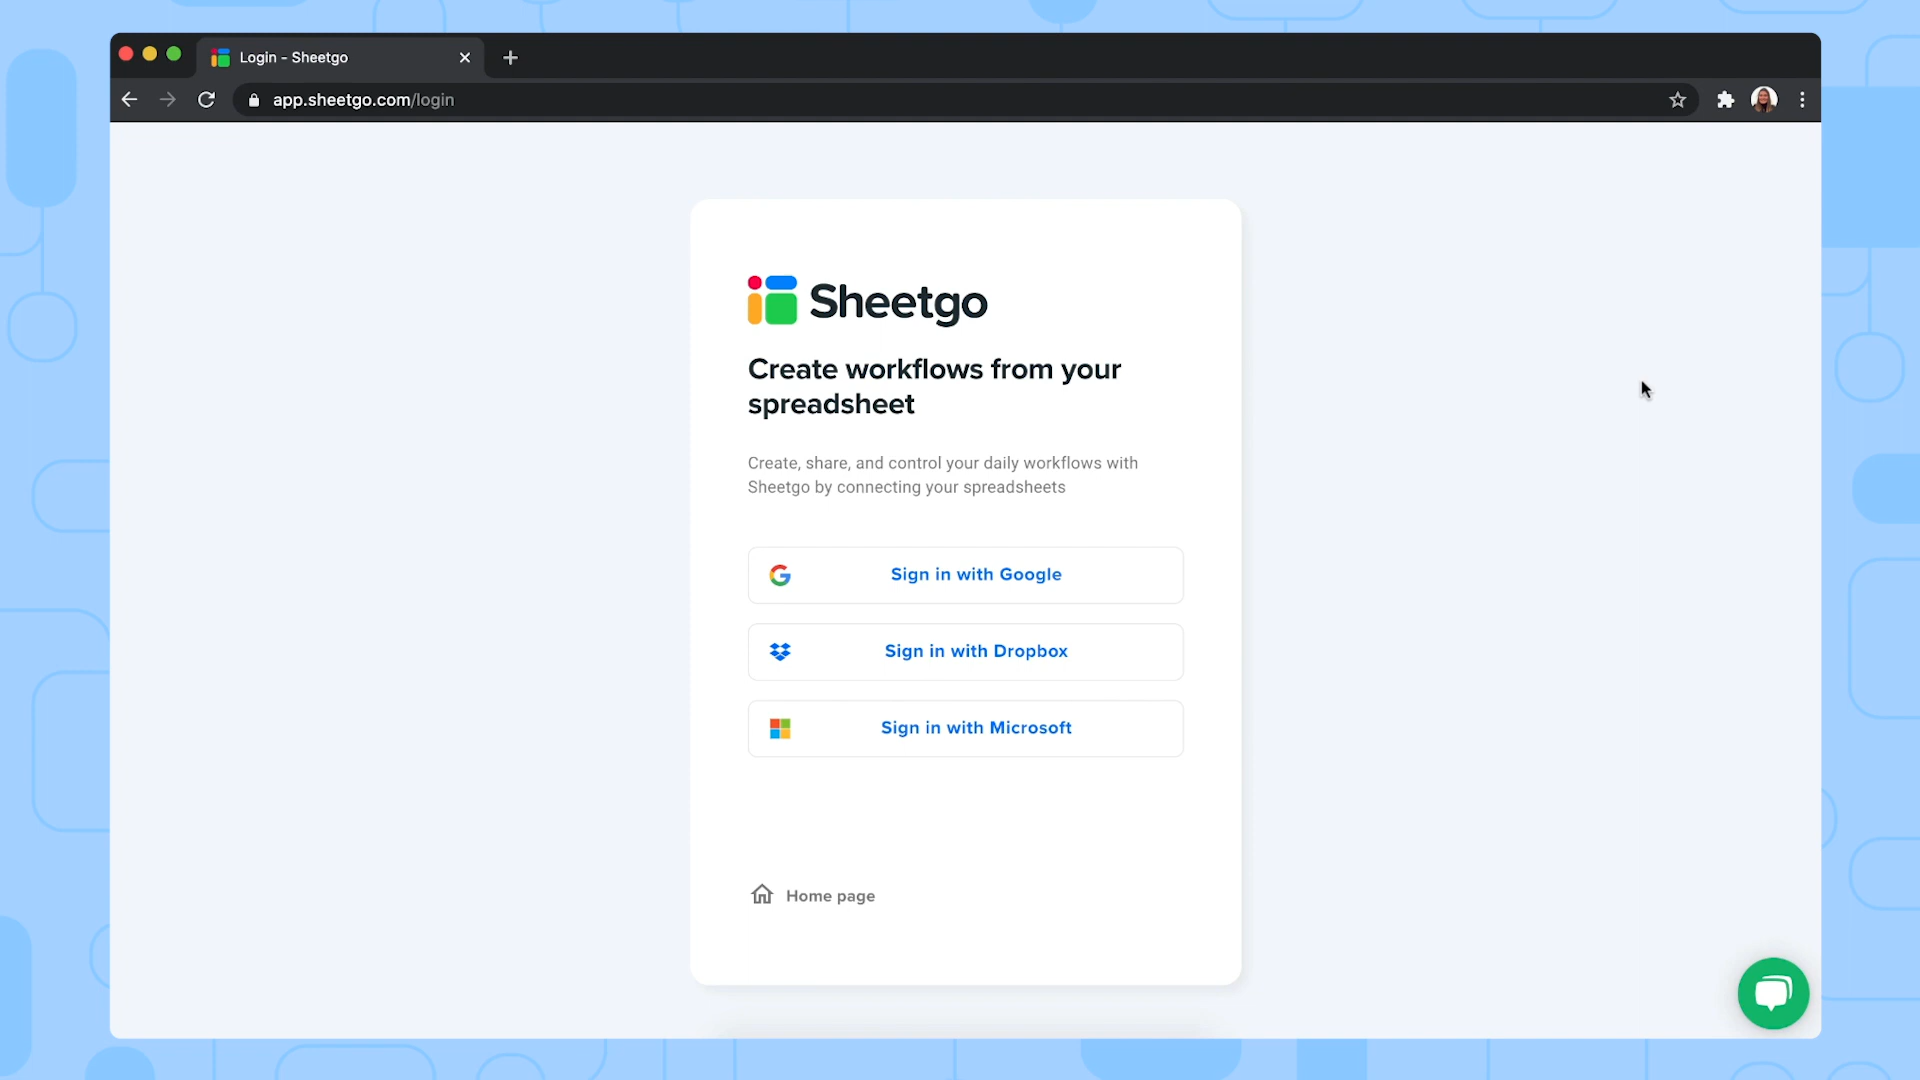 Login - Sheetgo
app.sheetgo.com/login
Sheetgo
Create workflows from your
spreadsheet
Create, share, and control your daily workflows with
Sheetgo by connecting your spreadsheets
Sign in with Google
Sign in with Dropbox
Sign in with Microsoft
Home page